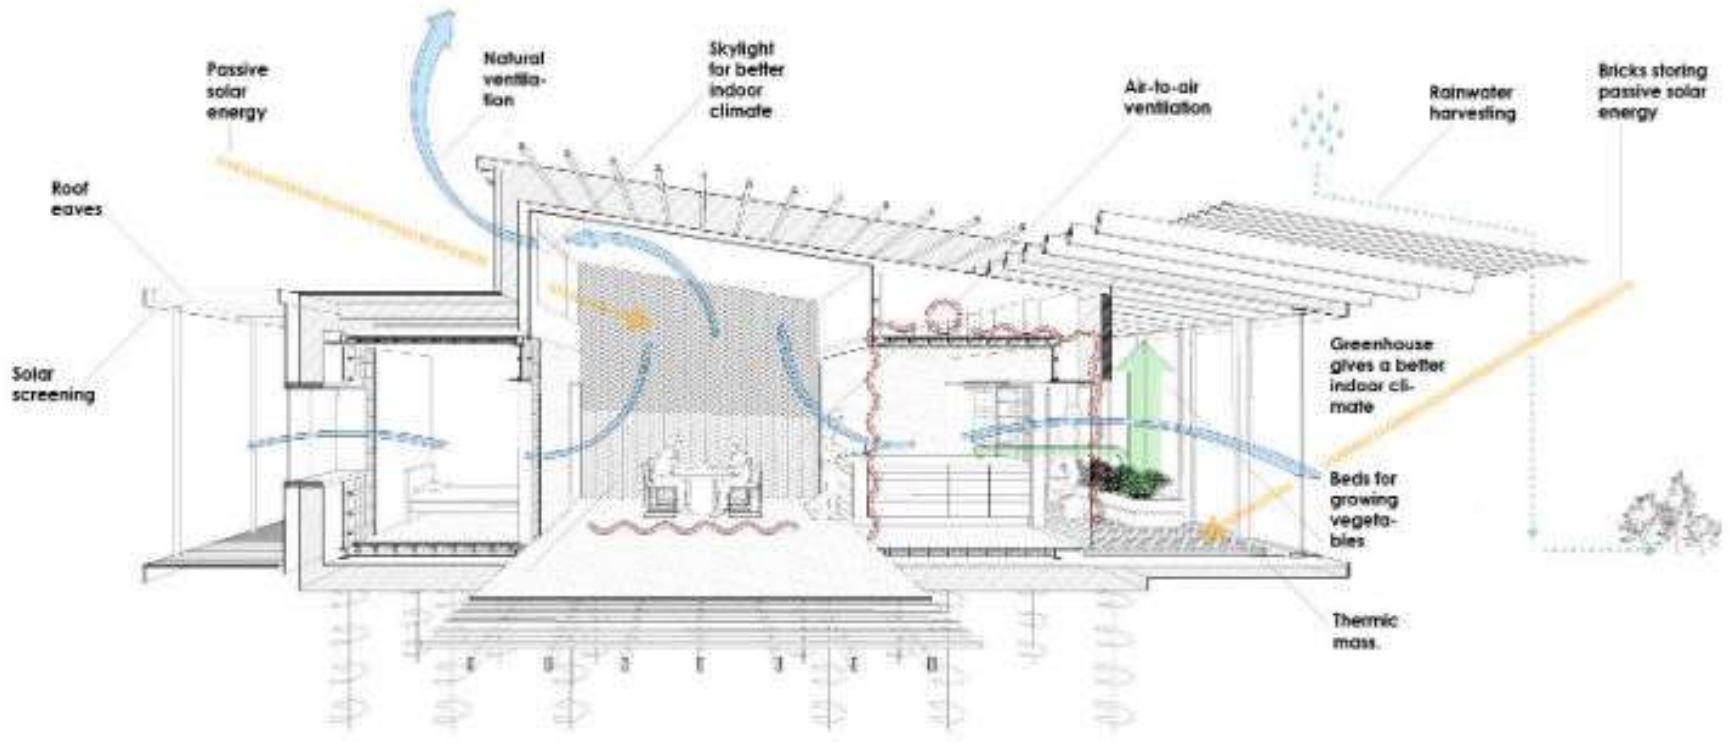 Passive
solar
energy
Natural
ventila-
tion
Skylight
for better
indoor
climate
Air-to-air
ventilation
Rainwater
harvesting
Bricks storing
passive solar
energy
Roof
eaves
Solar
screening
Greenhouse
gives a better
indoor cli-
mate
Beds for
growing
vegeta-
bles
Thermic
mass.